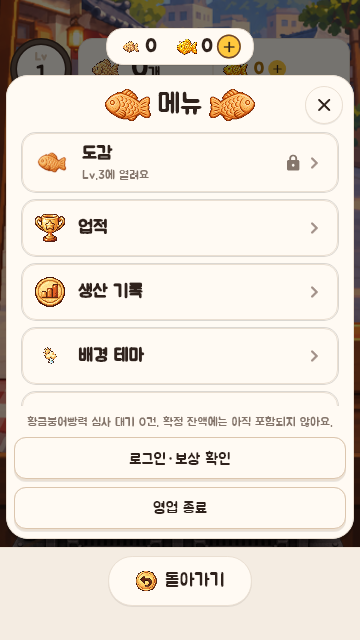 0 0
Lv
1 0개 0
메뉴
도감
Lv.3에 열려요
업적
생산 기록
배경 테마
황금붕어빵력 심사 대기 0건. 확정 잔액에는 아직 포함되지 않아요.
로그인·보상 확인
영업 종료
돌아가기